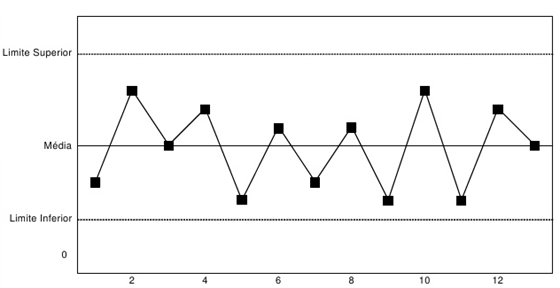 Limite Superior
Média
Limite Inferior
0
2 4 6 8 10 12